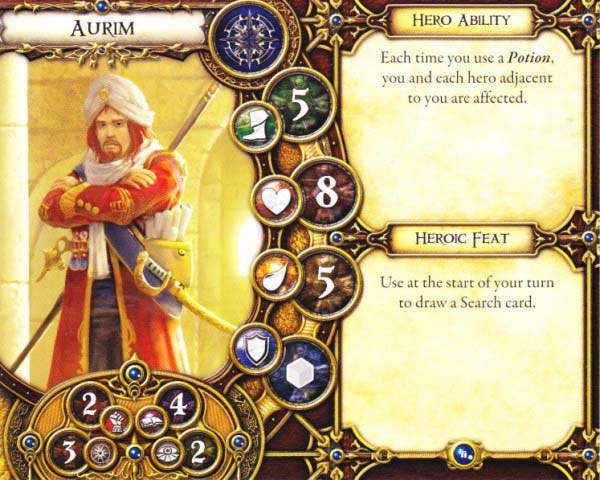 Aurim
5
8
5
2
4
3
2
Hero Ability
Each time you use a Potion,
you and each hero adjacent
to you are affected.
Heroic Feat
Use at the start of your turn
to draw a Search card.